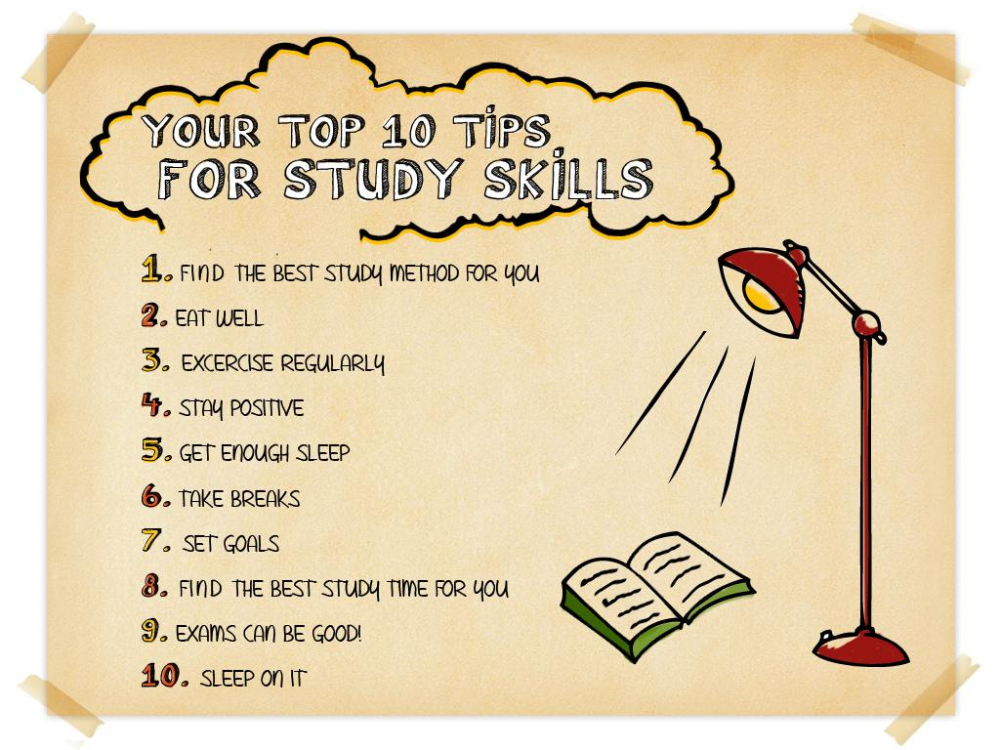 YOUR TOP 10 TIPS
FOR STUDY SKILLS
1. FIND THE BEST STUDY METHOD FOR YOU
2. EAT WELL
3. EXCERCISE REGULARLY
4. STAY POSITIVE
5. GET ENOUGH SLEEP
6. TAKE BREAKS
7. SET GOALS
8. FIND THE BEST STUDY TIME FOR YOU
9. EXAMS CAN BE GOOD!
10. SLEEP ON IT